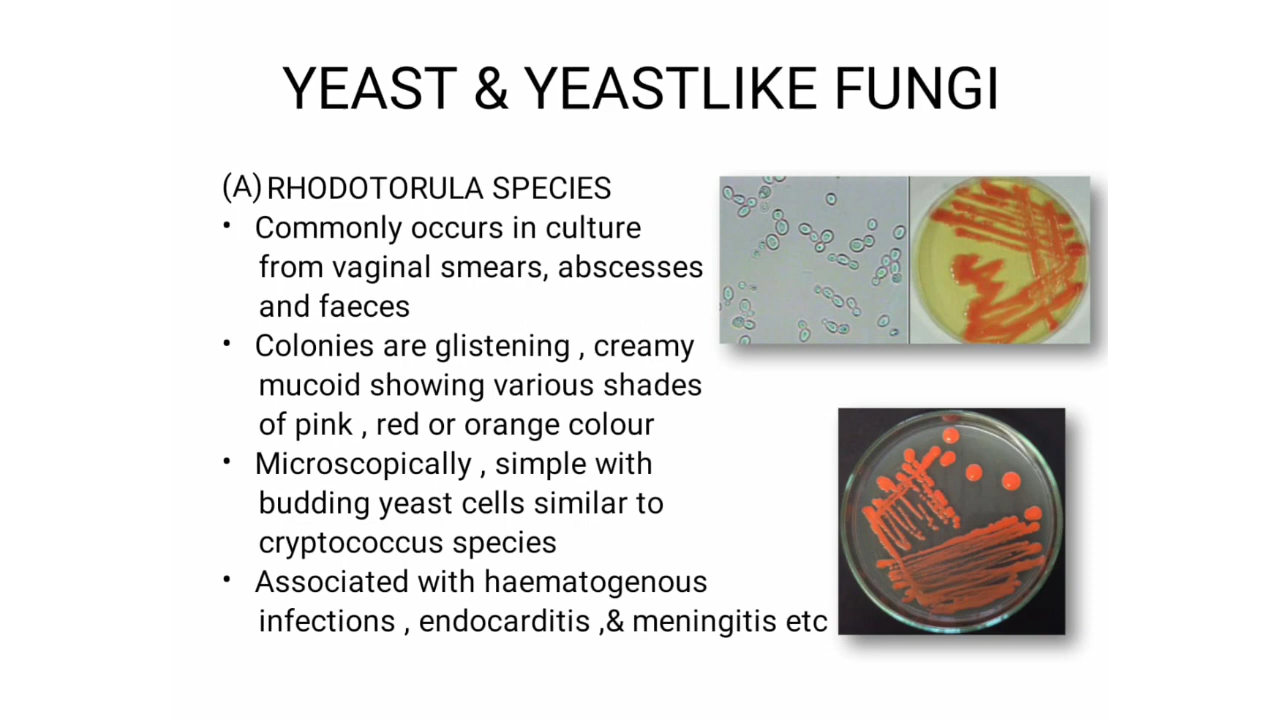 YEAST & YEASTLIKE FUNGI
(A) RHODOTORULA SPECIES
• Commonly occurs in culture
from vaginal smears, abscesses
and faeces
• Colonies are glistening , creamy
mucoid showing various shades
of pink , red or orange colour
• Microscopically , simple with
budding yeast cells similar to
cryptococcus species
• Associated with haematogenous
infections , endocarditis ,& meningitis etc